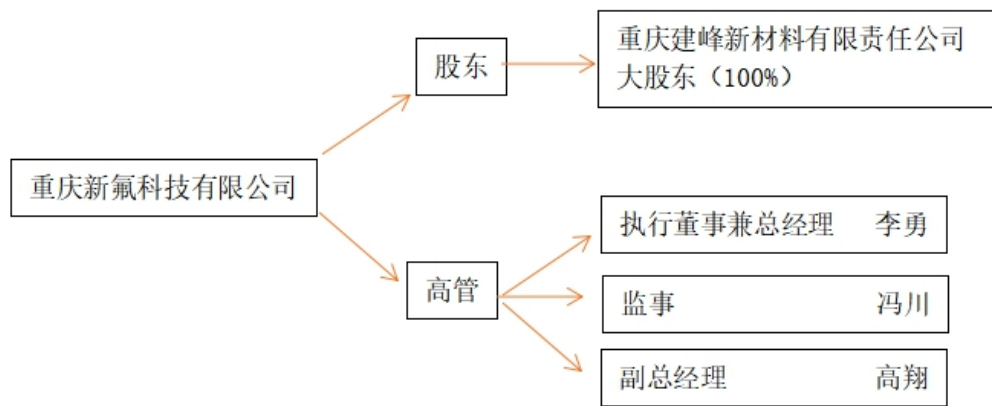 股东
重庆建峰新材料有限责任公司
大股东（100%）
重庆新氟科技有限公司
高管
执行董事兼总经理 李勇
监事 冯川
副总经理 高翔